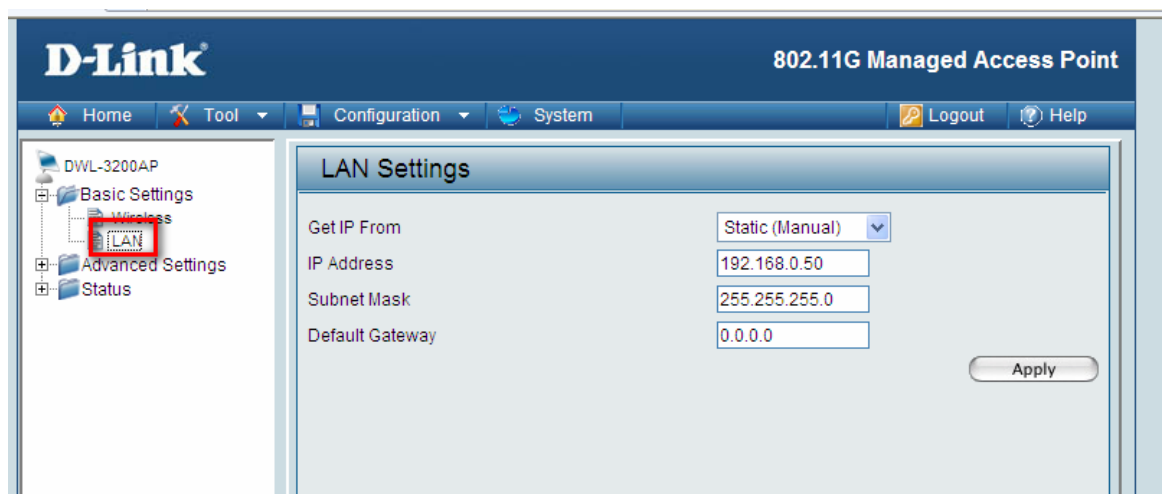 D-Link
802.11G Managed Access Point
Home Tool Configuration System Logout Help
DWL-3200AP
Basic Settings
Wireless
LAN
Advanced Settings
Status
LAN Settings
Get IP From Static (Manual)
IP Address 192.168.0.50
Subnet Mask 255.255.255.0
Default Gateway 0.0.0.0
Apply